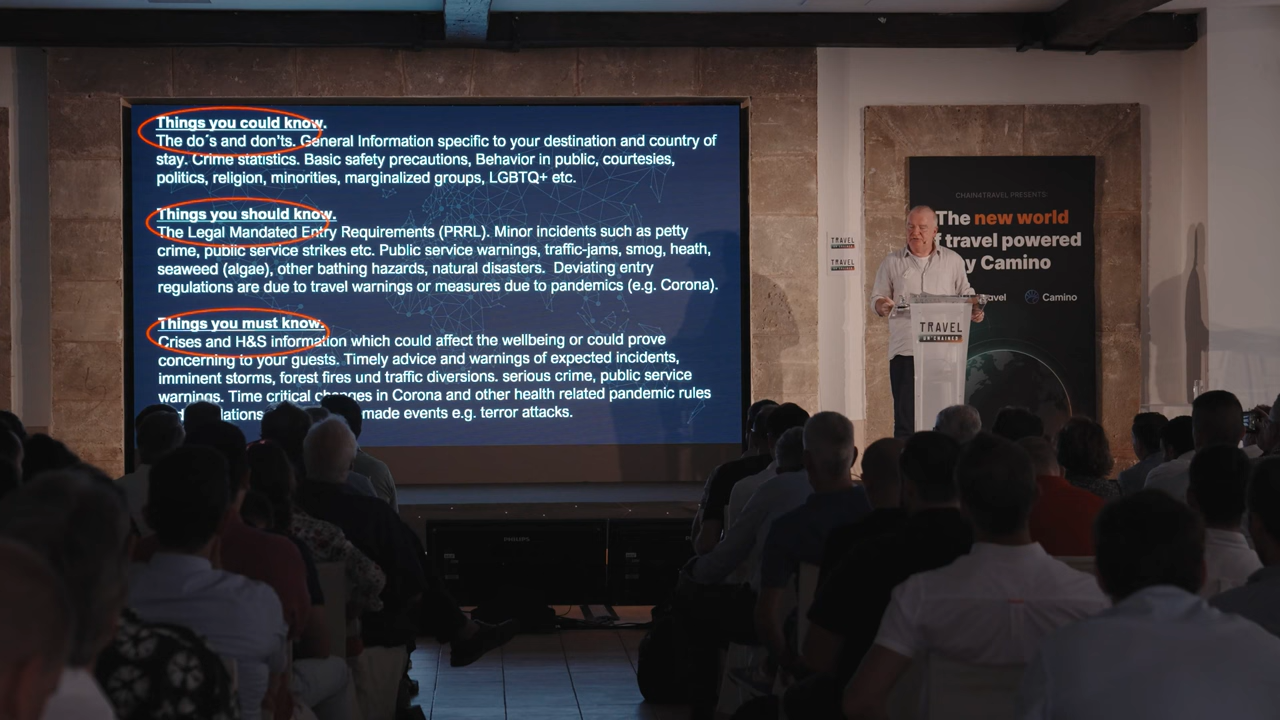 Things you could know.
The do´s and don'ts. General Information specific to your destination and country of
stay. Crime statistics. Basic safety precautions, Behavior in public, courtesies,
politics, religion, minorities, marginalized groups, LGBTQ+ etc.
Things you should know.
The Legal Mandated Entry Requirements (PRRL). Minor incidents such as petty
crime, public service strikes etc. Public service warnings, traffic-jams, smog, heath,
seaweed (algae), other bathing hazards, natural disasters. Deviating entry
regulations are due to travel warnings or measures due to pandemics (e.g. Corona).
Things you must know.
Crises and H&S information which could affect the wellbeing or could prove
concerning to your guests. Timely advice and warnings of expected incidents,
imminent storms, forest fires und traffic diversions. serious crime, public service
warnings. Time critical changes in Corona and other health related pandemic rules
made events e.g. terror attacks.
CHAIN4TRAVEL PRESENTS:
The new world
travel powered
Camino
Camino
TRAVEL
TRAVEL
TRAVEL
UN*CHAINED
PHILIPS